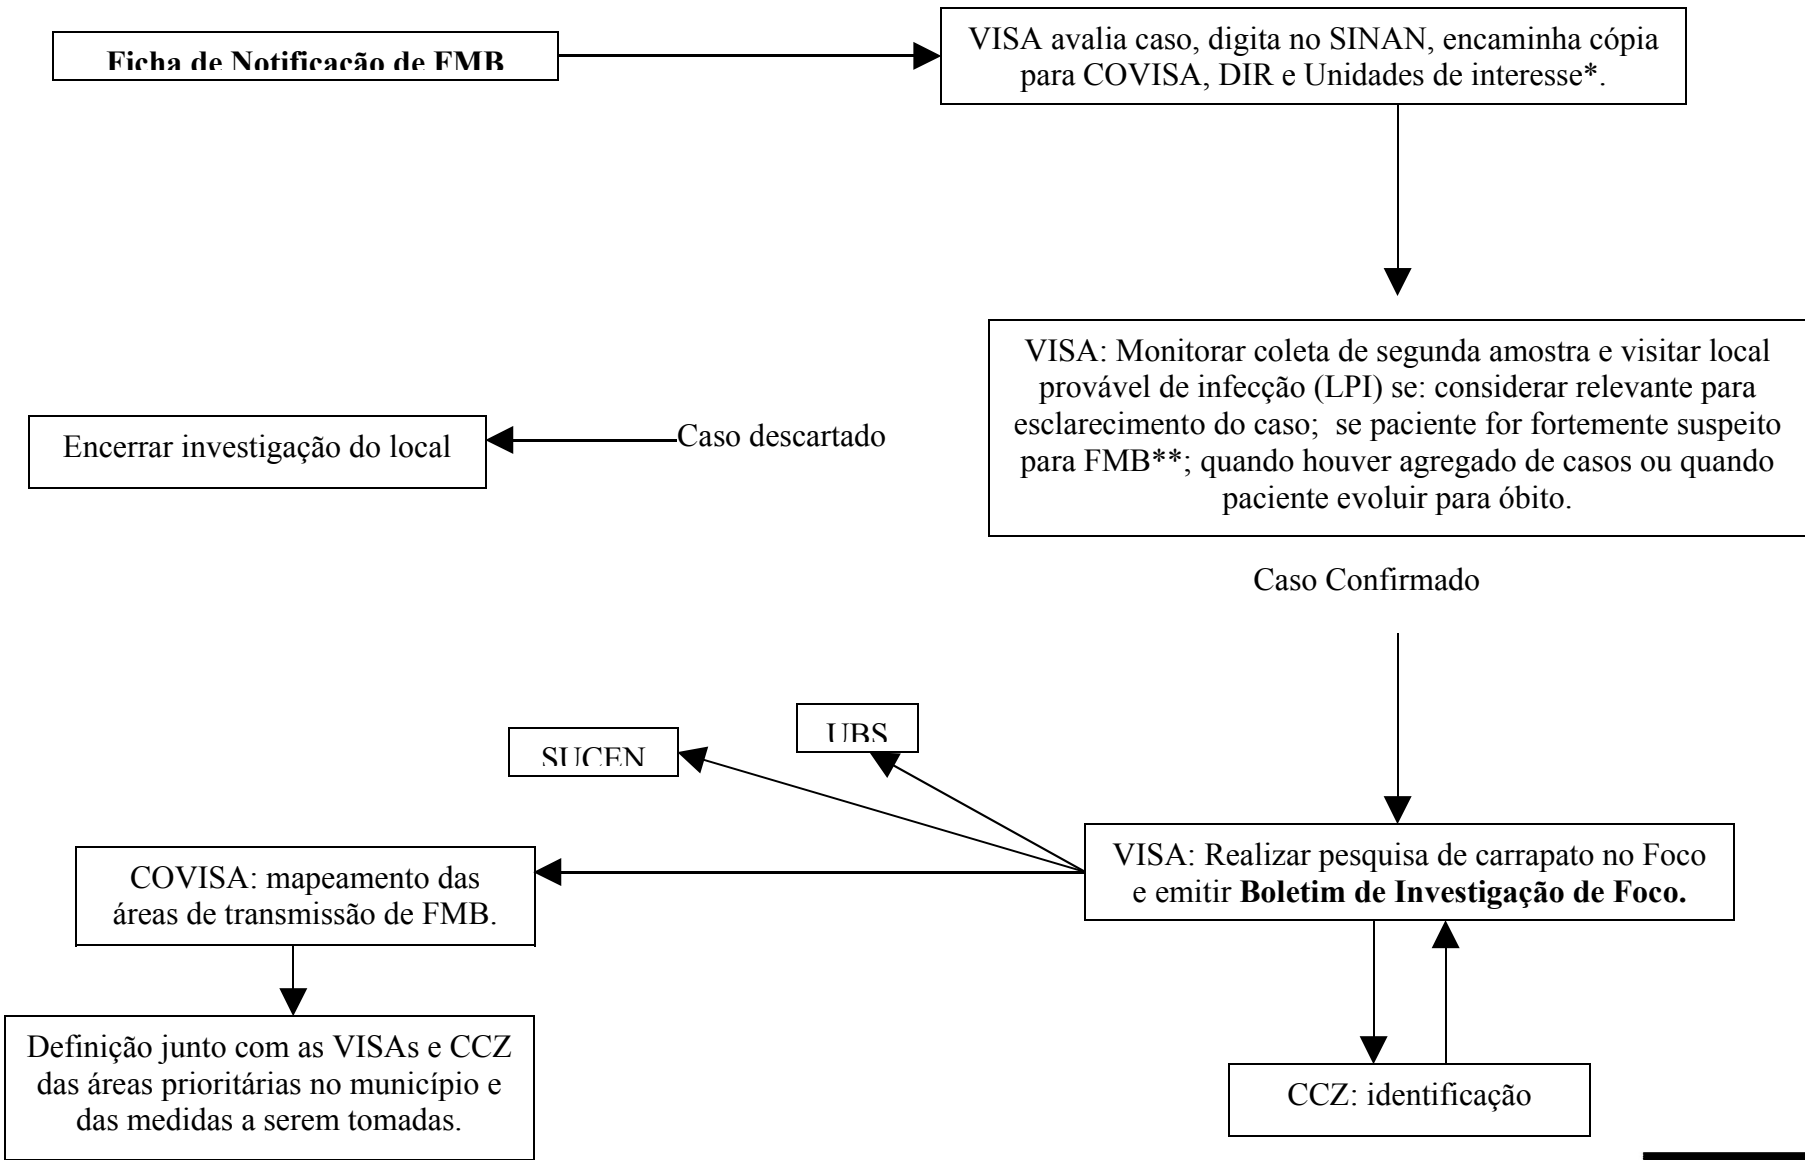 Ficha de Notificação de FMB
VISA avalia caso, digita no SINAN, encaminha cópia
para COVISA, DIR e Unidades de interesse*.
VISA: Monitorar coleta de segunda amostra e visitar local
provável de infecção (LPI) se: considerar relevante para
esclarecimento do caso;  se paciente for fortemente suspeito
para FMB**; quando houver agregado de casos ou quando
paciente evoluir para óbito.
Encerrar investigação do local
Caso descartado
Caso Confirmado
UBS
SUCEN
VISA: Realizar pesquisa de carrapato no Foco
e emitir Boletim de Investigação de Foco.
COVISA: mapeamento das
áreas de transmissão de FMB.
Definição junto com as VISAs e CCZ
das áreas prioritárias no município e
das medidas a serem tomadas.
CCZ: identificação